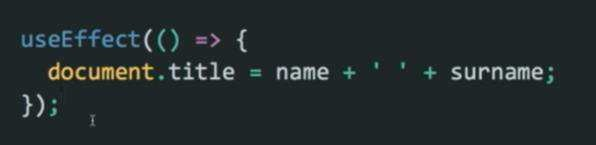 useEffect(() => {
  document.title = name + ' ' + surname;
});